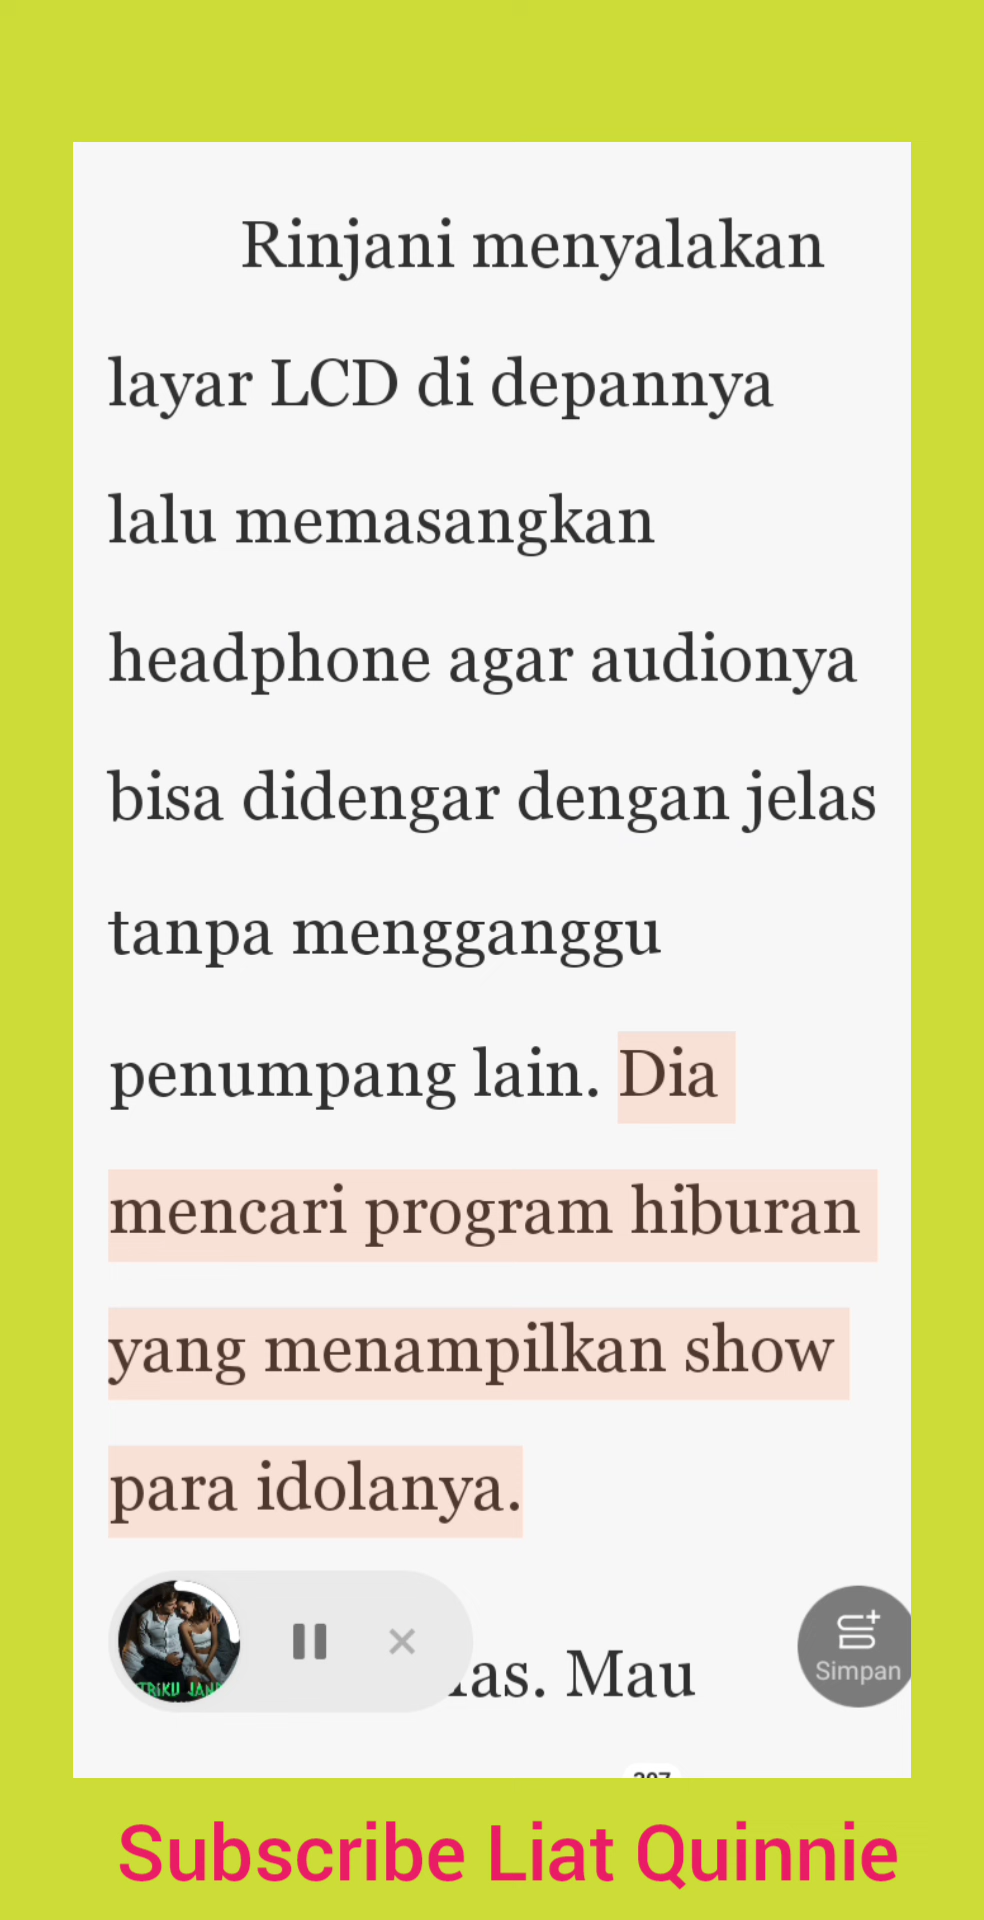 Rinjani menyalakan
layar LCD di depannya
lalu memasangkan
headphone agar audionya
bisa didengar dengan jelas
tanpa mengganggu
penumpang lain. Dia
mencari program hiburan
yang menampilkan show
para idolanya.
Mau
Simpan
Subscribe Liat Quinnie